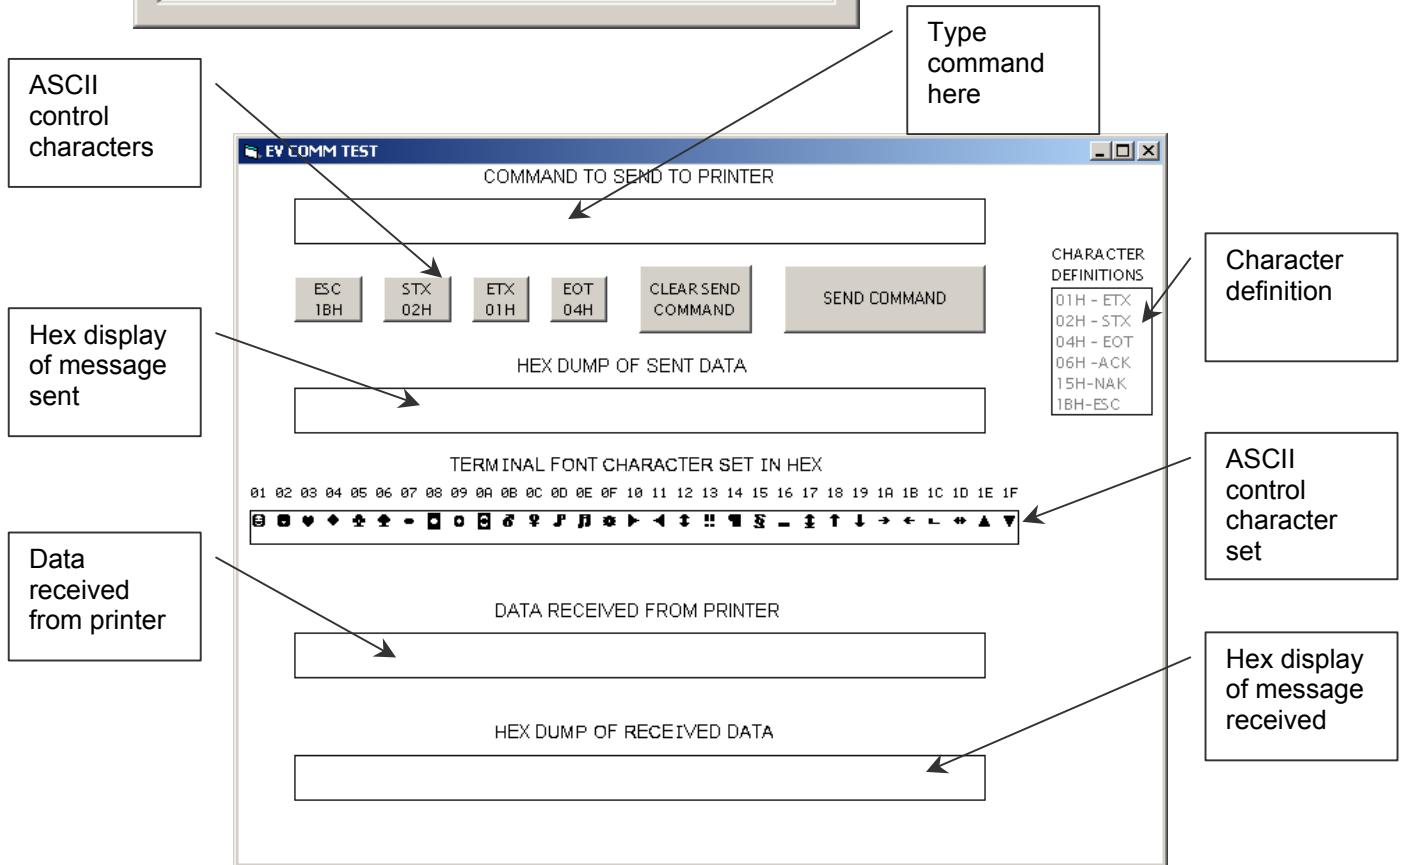 Type
command
here
ASCII
control
characters
EV COMM TEST
COMMAND TO SEND TO PRINTER
CHARACTER
DEFINITIONS
01H - ETX
02H - STX
04H - EOT
06H -ACK
15H-NAK
1BH-ESC
Character
definition
ESC
1BH
STX
02H
ETX
01H
EOT
04H
CLEAR SEND
COMMAND
SEND COMMAND
Hex display
of message
sent
HEX DUMP OF SENT DATA
TERMINAL FONT CHARACTER SET IN HEX
01 02 03 04 05 06 07 08 09 0A 0B 0C 0D 0E 0F 10 11 12 13 14 15 16 17 18 19 1A 1B 1C 1D 1E 1F
☺ ☻ ♥ ♦ ♣ ♠ • ◘ ○ ◙ ♂ ♀ ♪ ♫ ☼ ► ◄ ↕ ‼ ¶ § ▬ ↨ ↑ ↓ → ← ∟ ↔ ▲ ▼
ASCII
control
character
set
Data
received
from printer
DATA RECEIVED FROM PRINTER
HEX DUMP OF RECEIVED DATA
Hex display
of message
received